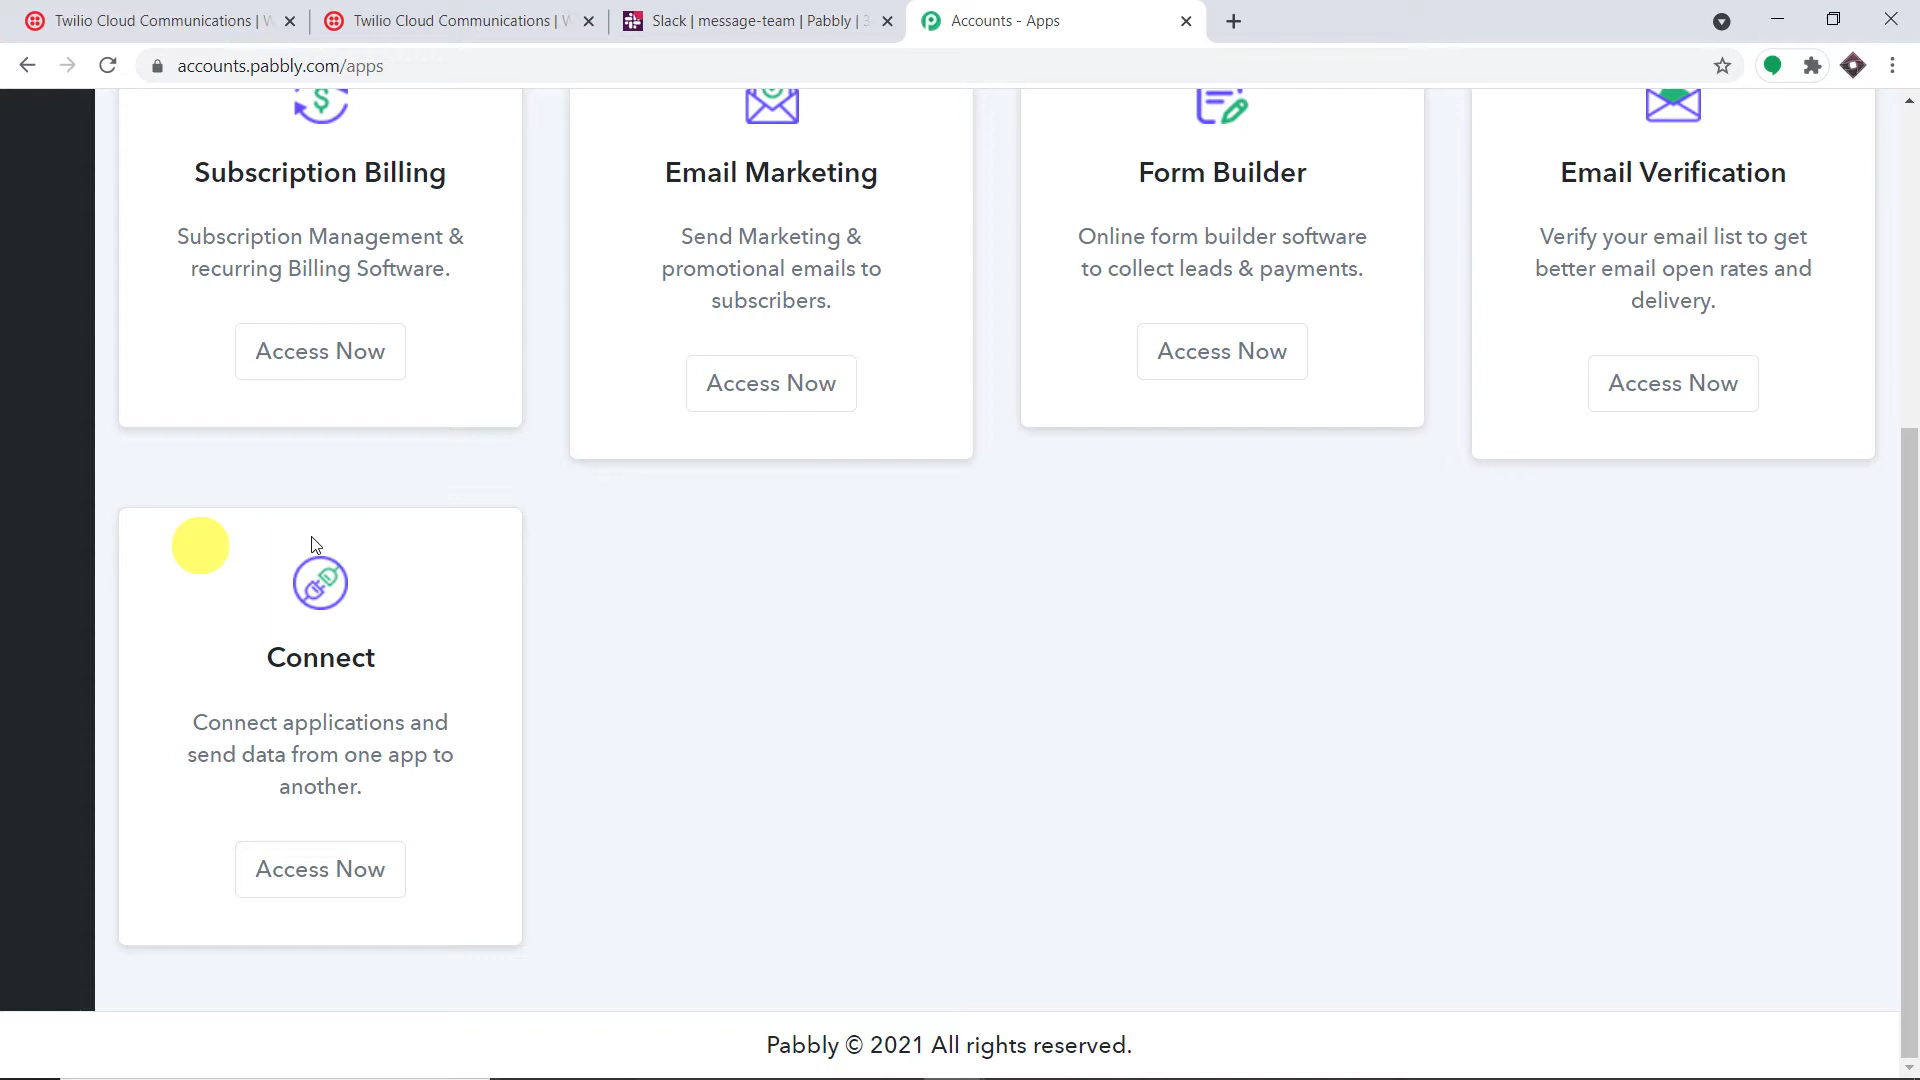 Twilio Cloud Communications | W
Twilio Cloud Communications | W
Slack | message-team | Pabbly | 3
Accounts - Apps
accounts.pabbly.com/apps
Subscription Billing
Subscription Management &
recurring Billing Software.
Access Now
Email Marketing
Send Marketing &
promotional emails to
subscribers.
Access Now
Form Builder
Online form builder software
to collect leads & payments.
Access Now
Email Verification
Verify your email list to get
better email open rates and
delivery.
Access Now
Connect
Connect applications and
send data from one app to
another.
Access Now
Pabbly © 2021 All rights reserved.